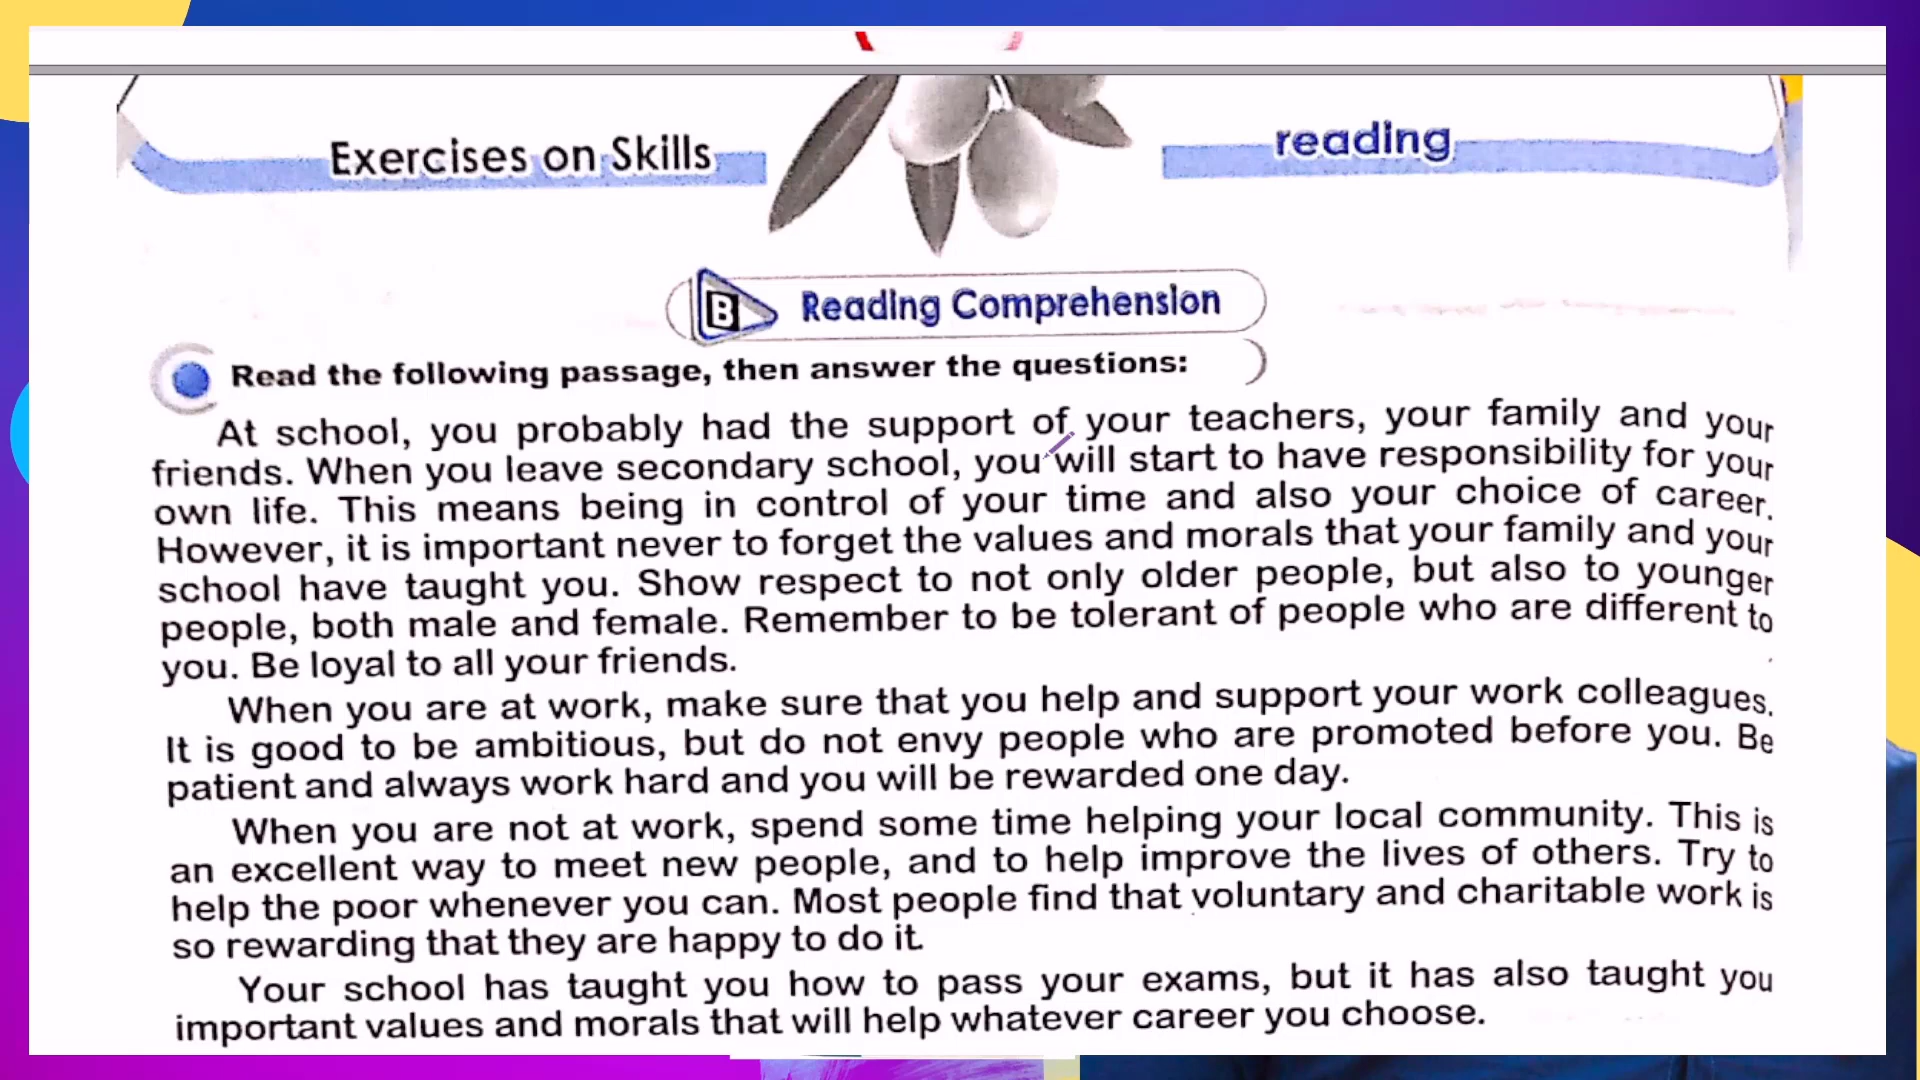 Exercises on Skills
reading
B Reading Comprehension
Read the following passage, then answer the questions:
At school, you probably had the support of your teachers, your family and your
friends. When you leave secondary school, you will start to have responsibility for your
own life. This means being in control of your time and also your choice of career.
However, it is important never to forget the values and morals that your family and your
school have taught you. Show respect to not only older people, but also to younger
people, both male and female. Remember to be tolerant of people who are different to
you. Be loyal to all your friends.
When you are at work, make sure that you help and support your work colleagues.
It is good to be ambitious, but do not envy people who are promoted before you. Be
patient and always work hard and you will be rewarded one day.
When you are not at work, spend some time helping your local community. This is
an excellent way to meet new people, and to help improve the lives of others. Try to
help the poor whenever you can. Most people find that voluntary and charitable work is
so rewarding that they are happy to do it.
Your school has taught you how to pass your exams, but it has also taught you
important values and morals that will help whatever career you choose.